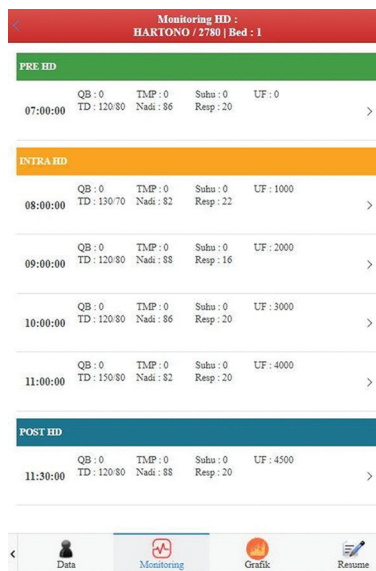 Monitoring HD :
HARTONO / 2780 | Bed : 1
PRE HD
QB : 0 TMP : 0 Suhu : 0 UF : 0
07:00:00 TD : 120/80 Nadi : 86 Resp : 20
INTRA HD
QB : 0 TMP : 0 Suhu : 0 UF : 1000
08:00:00 TD : 130/70 Nadi : 82 Resp : 22
QB : 0 TMP : 0 Suhu : 0 UF : 2000
09:00:00 TD : 120/80 Nadi : 88 Resp : 16
QB : 0 TMP : 0 Suhu : 0 UF : 3000
10:00:00 TD : 120/80 Nadi : 86 Resp : 20
QB : 0 TMP : 0 Suhu : 0 UF : 4000
11:00:00 TD : 150/80 Nadi : 82 Resp : 20
POST HD
QB : 0 TMP : 0 Suhu : 0 UF : 4500
11:30:00 TD : 120/80 Nadi : 88 Resp : 20
Data Monitoring Grafik Resume